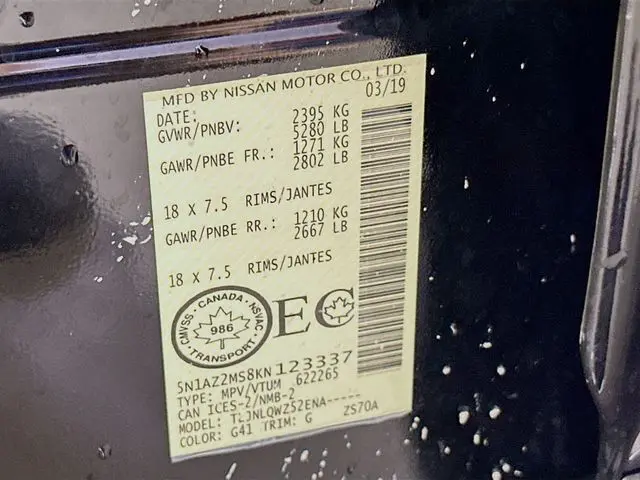 MFD BY NISSAN MOTOR CO., LTD.
DATE: 03/19
GVWR/PNBV: 2395 KG
5280 LB
GAWR/PNBE FR.: 1271 KG
2802 LB
18 X 7.5 RIMS/JANTES
GAWR/PNBE RR.: 1210 KG
2667 LB
18 X 7.5 RIMS/JANTES
CMVSS · CANADA · NSVAC · TRANSPORT
986
EC
5N1AZ2MS8KN123337
TYPE: MPV/VTUM 622265
CAN ICES-2/NMB-2
MODEL: TLJNLQWZ52ENA-----
COLOR: G41 TRIM: G ZS70A